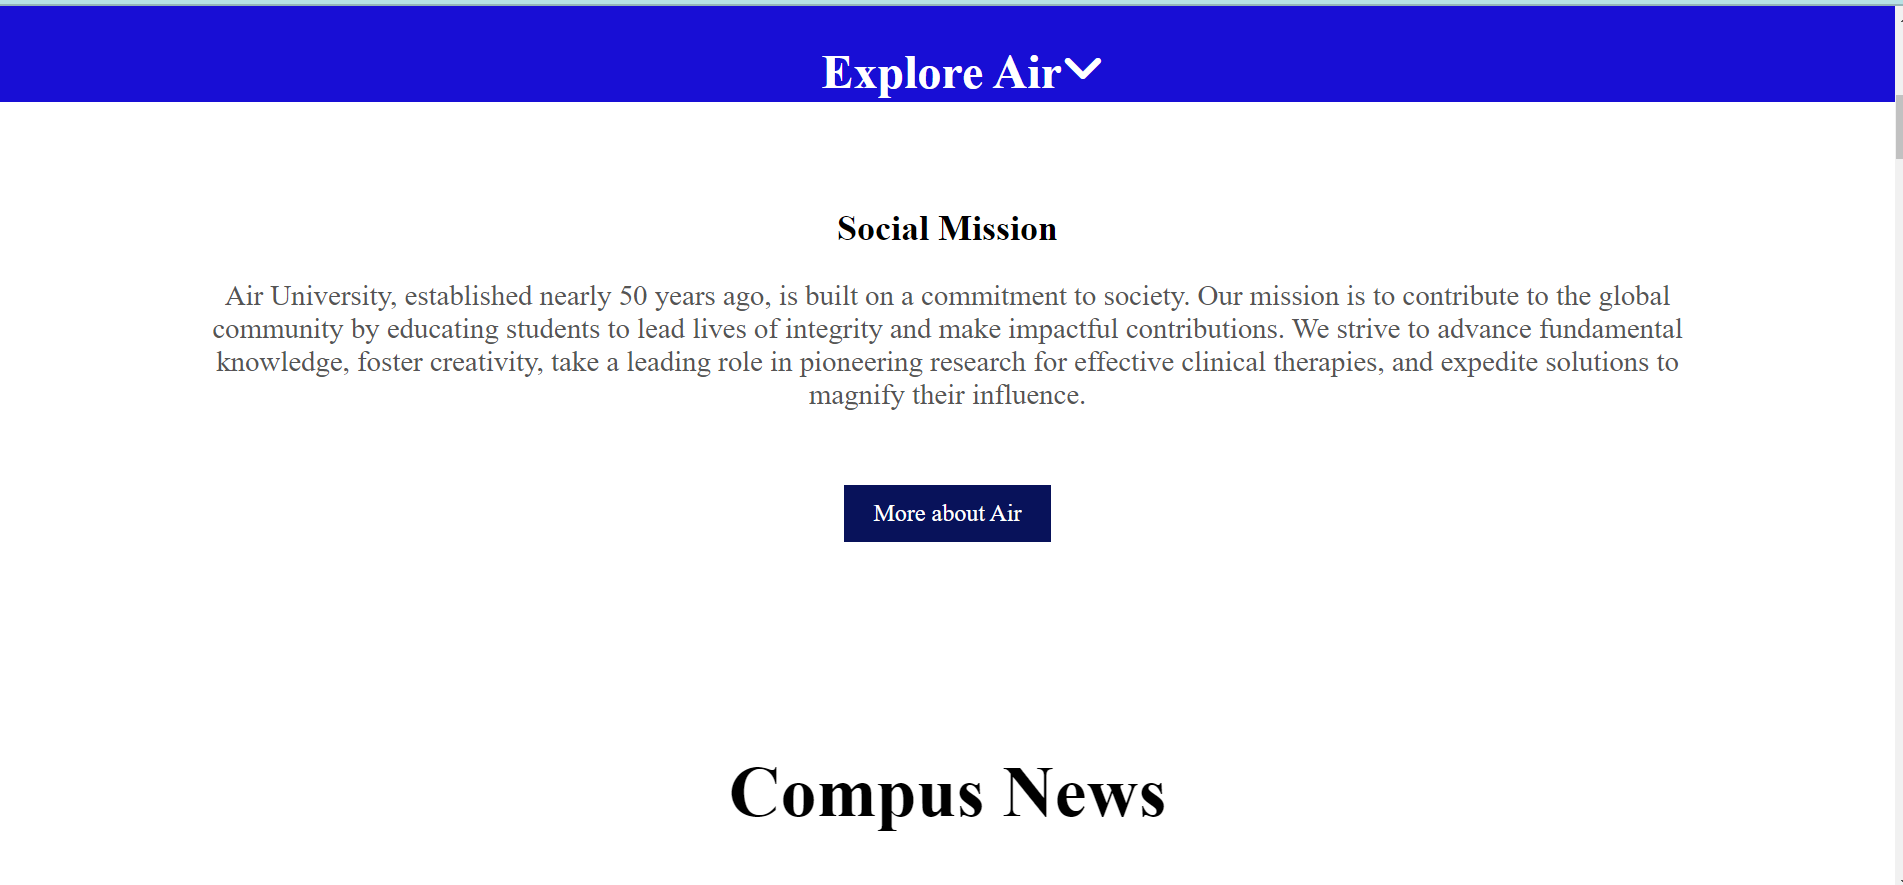 Explore Air
Social Mission
Air University, established nearly 50 years ago, is built on a commitment to society. Our mission is to contribute to the global
community by educating students to lead lives of integrity and make impactful contributions. We strive to advance fundamental
knowledge, foster creativity, take a leading role in pioneering research for effective clinical therapies, and expedite solutions to
magnify their influence.
More about Air
Compus News